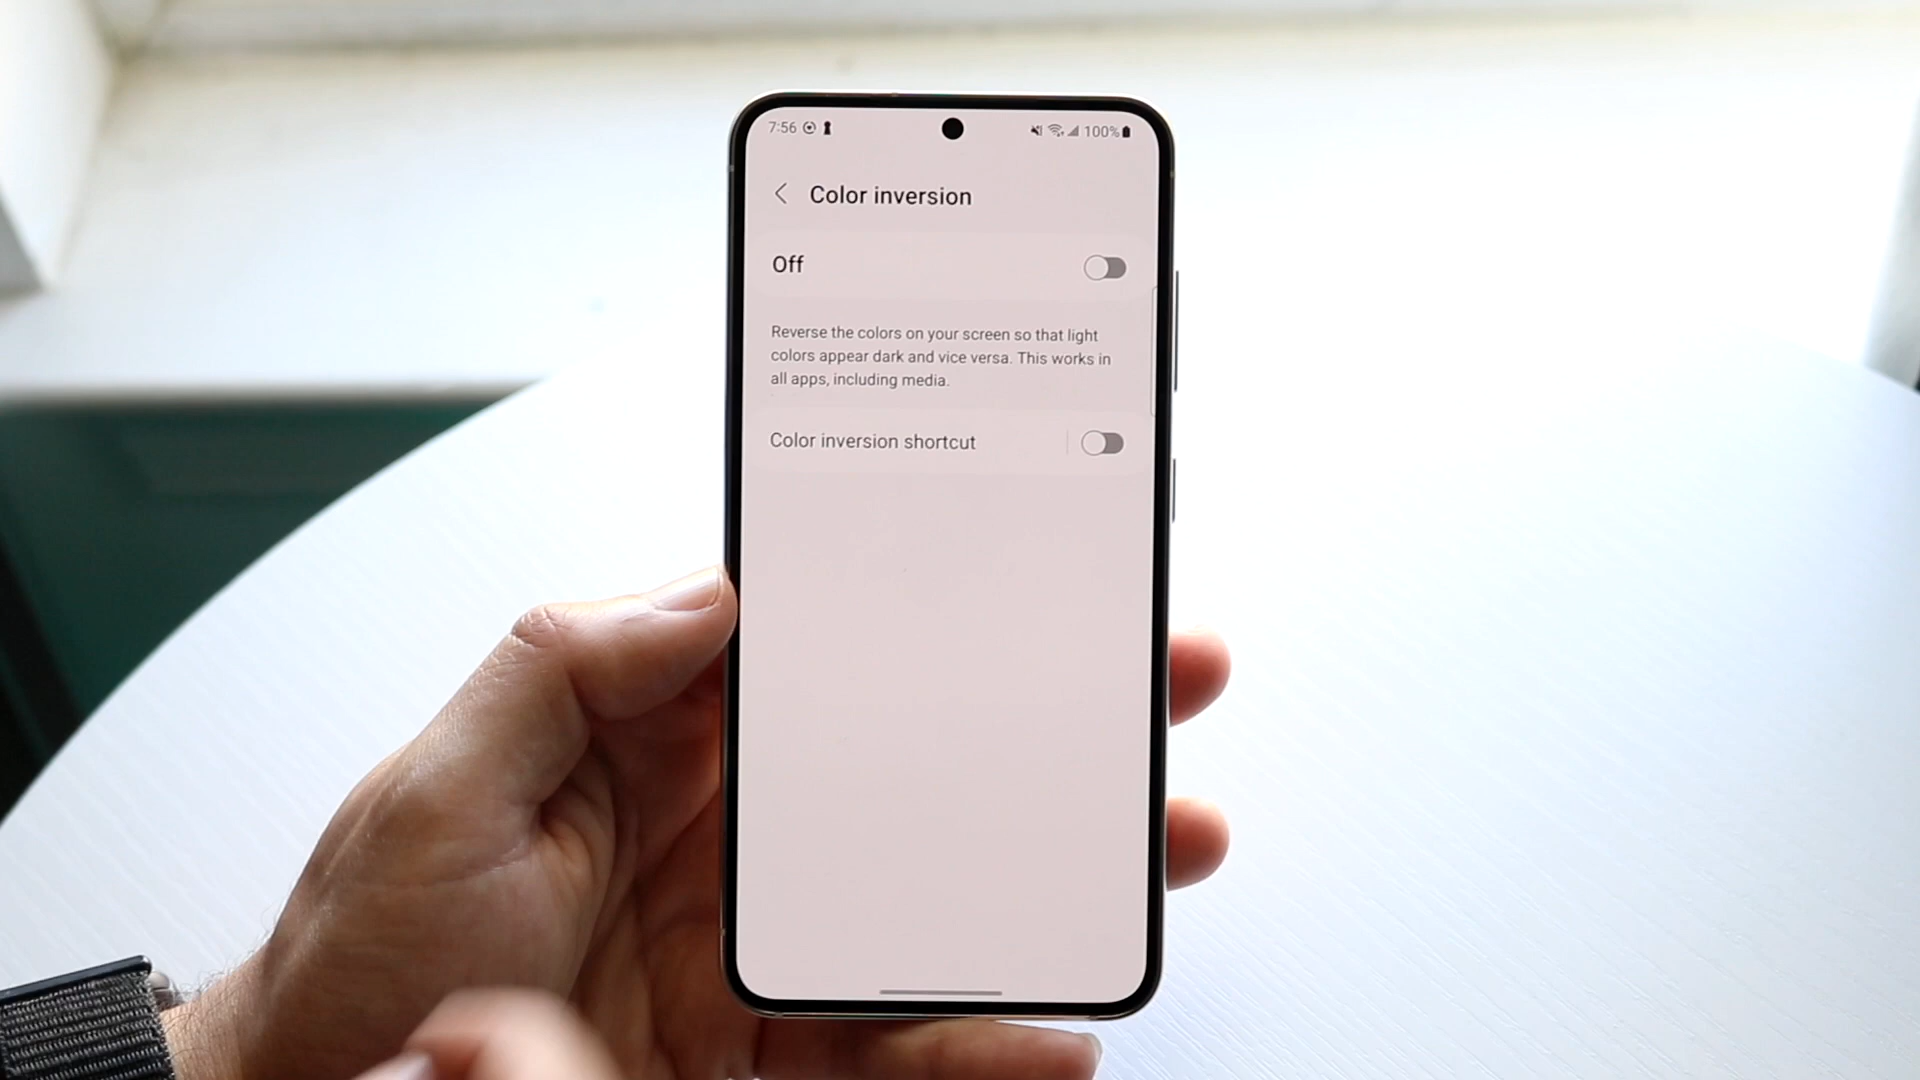 7:56 100%
Color inversion
Off
Reverse the colors on your screen so that light
colors appear dark and vice versa. This works in
all apps, including media.
Color inversion shortcut